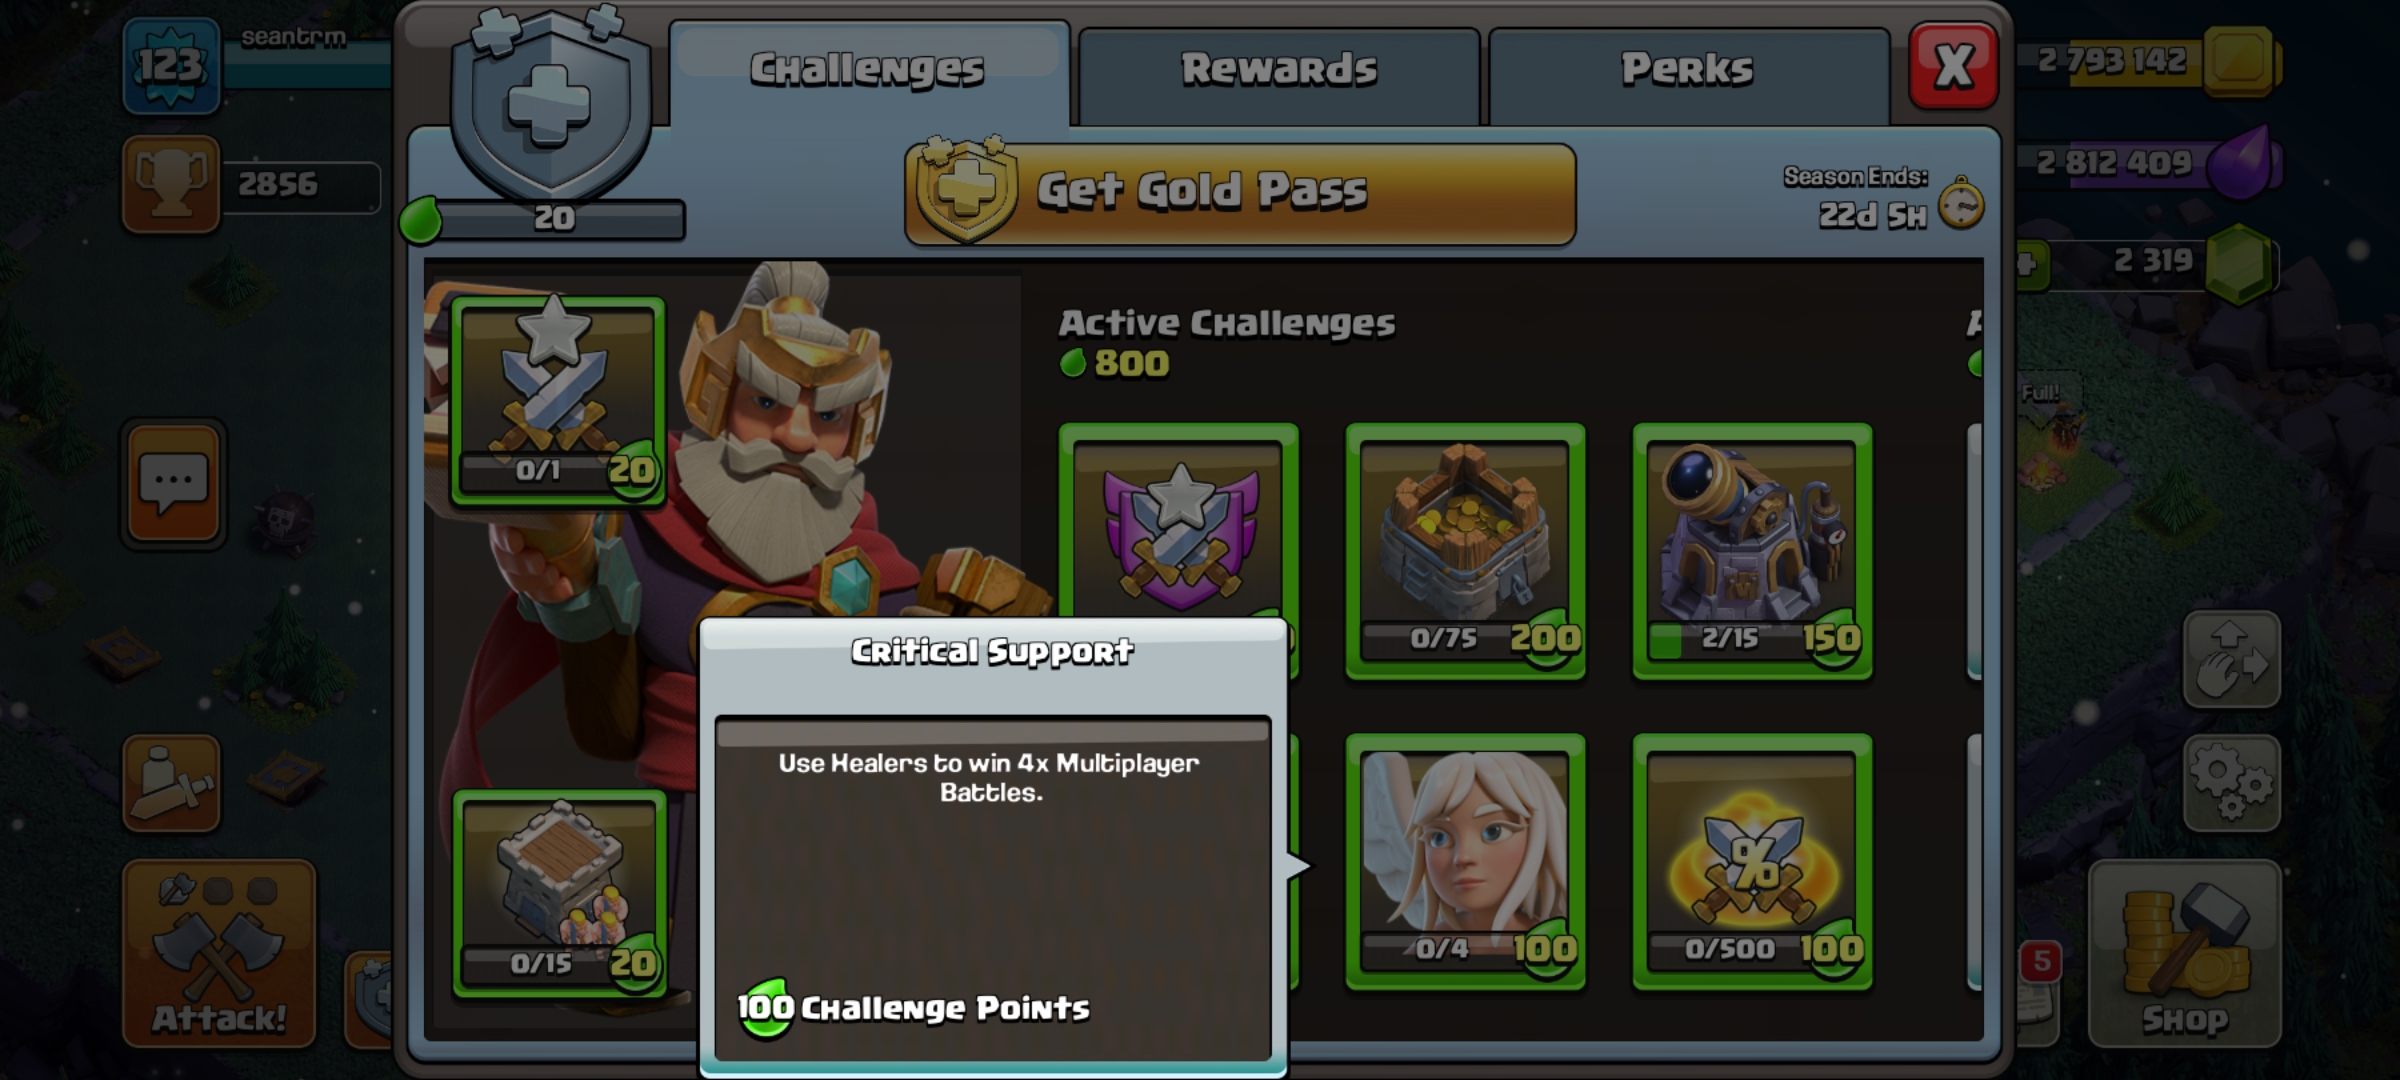 123
seantrm
Challenges
Rewards
Perks
X
2 793 142
2856
20
Get Gold Pass
Season Ends:
22d 5H
2 812 409
2 319
0/1
20
Active Challenges
800
Full!
0/75
200
2/15
150
Critical Support
Use Healers to win 4x Multiplayer
Battles.
100 Challenge Points
0/15
20
0/4
100
%
0/500
100
Attack!
5
Shop